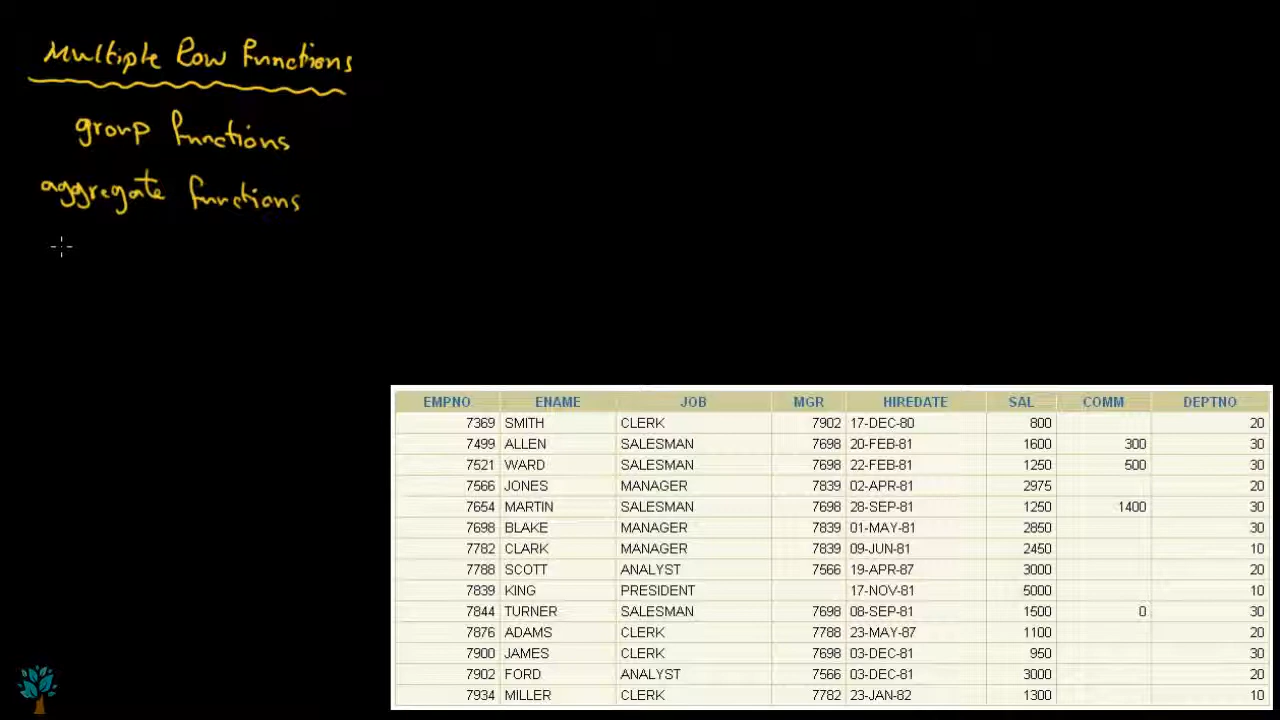 Multiple Row Functions
group functions
aggregate functions
EMPNO ENAME JOB MGR HIREDATE SAL COMM DEPTNO
7369 SMITH CLERK 7902 17-DEC-80 800 20
7499 ALLEN SALESMAN 7698 20-FEB-81 1600 300 30
7521 WARD SALESMAN 7698 22-FEB-81 1250 500 30
7566 JONES MANAGER 7839 02-APR-81 2975 20
7654 MARTIN SALESMAN 7698 28-SEP-81 1250 1400 30
7698 BLAKE MANAGER 7839 01-MAY-81 2850 30
7782 CLARK MANAGER 7839 09-JUN-81 2450 10
7788 SCOTT ANALYST 7566 19-APR-87 3000 20
7839 KING PRESIDENT 17-NOV-81 5000 10
7844 TURNER SALESMAN 7698 08-SEP-81 1500 0 30
7876 ADAMS CLERK 7788 23-MAY-87 1100 20
7900 JAMES CLERK 7698 03-DEC-81 950 30
7902 FORD ANALYST 7566 03-DEC-81 3000 20
7934 MILLER CLERK 7782 23-JAN-82 1300 10